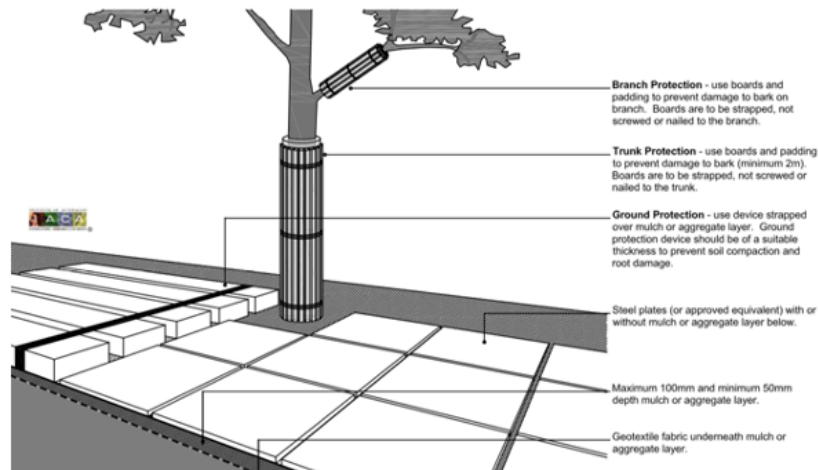 Branch Protection - use boards and
padding to prevent damage to bark on
branch. Boards are to be strapped, not
screwed or nailed to the branch.
Trunk Protection - use boards and padding
to prevent damage to bark (minimum 2m).
Boards are to be strapped, not screwed or
nailed to the trunk.
Ground Protection - use device strapped
over mulch or aggregate layer. Ground
protection device should be of a suitable
thickness to prevent soil compaction and
root damage.
Steel plates (or approved equivalent) with or
without mulch or aggregate layer below.
Maximum 100mm and minimum 50mm
depth mulch or aggregate layer.
Geotextile fabric underneath mulch or
aggregate layer.